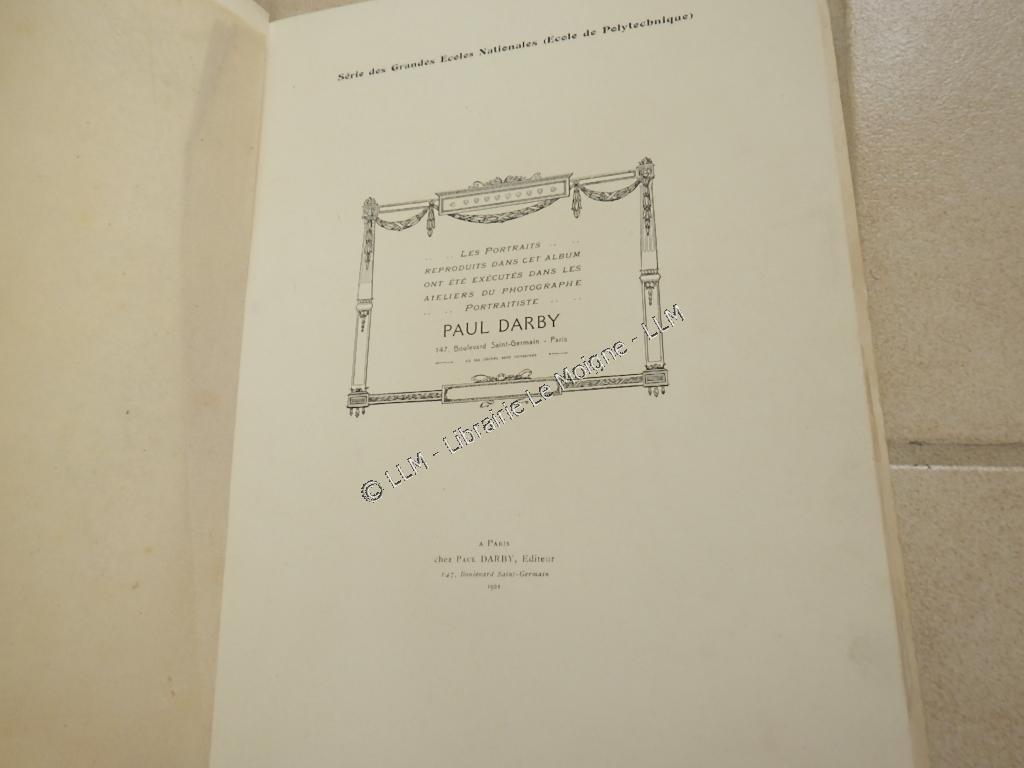 Série des Grandes Ecoles Nationales (Ecole de Polytechnique)
.. .. Les Portraits .. ..
reproduits dans cet album
ont été exécutés dans les
ateliers du photographe
.. .. Portraitiste .. ..
PAUL DARBY
147, Boulevard Saint-Germain - Paris
© LLM - Librairie Le Moigne - LLM
A Paris
chez Paul DARBY, Editeur
147, Boulevard Saint-Germain